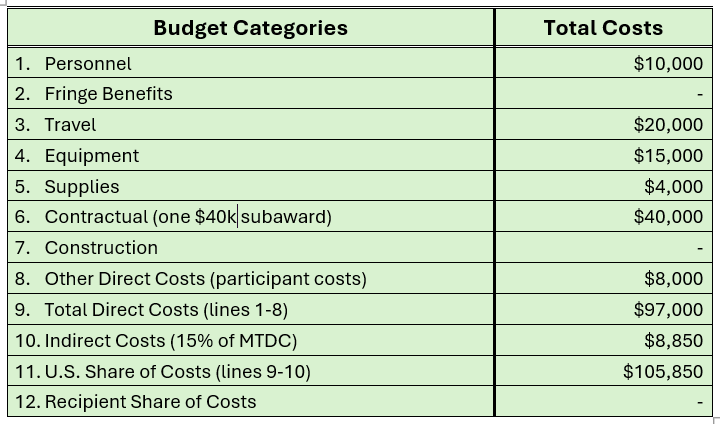 Budget Categories Total Costs
1. Personnel $10,000
2. Fringe Benefits -
3. Travel $20,000
4. Equipment $15,000
5. Supplies $4,000
6. Contractual (one $40k subaward) $40,000
7. Construction -
8. Other Direct Costs (participant costs) $8,000
9. Total Direct Costs (lines 1-8) $97,000
10. Indirect Costs (15% of MTDC) $8,850
11. U.S. Share of Costs (lines 9-10) $105,850
12. Recipient Share of Costs -